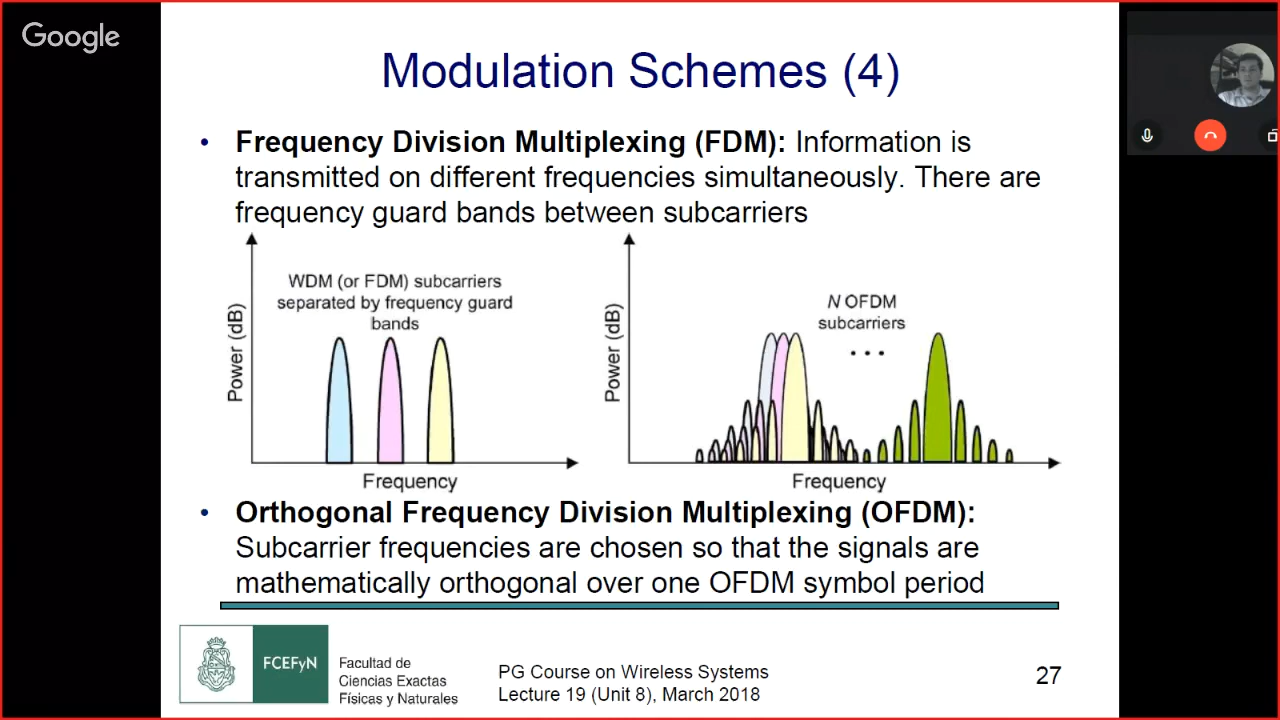 Google
Modulation Schemes (4)
• Frequency Division Multiplexing (FDM): Information is
transmitted on different frequencies simultaneously. There are
frequency guard bands between subcarriers
WDM (or FDM) subcarriers
separated by frequency guard
bands
Power (dB)
Frequency
N OFDM
subcarriers
• • •
Power (dB)
Frequency
• Orthogonal Frequency Division Multiplexing (OFDM):
Subcarrier frequencies are chosen so that the signals are
mathematically orthogonal over one OFDM symbol period
FCEFyN
Facultad de
Ciencias Exactas
Físicas y Naturales
PG Course on Wireless Systems
Lecture 19 (Unit 8), March 2018
27